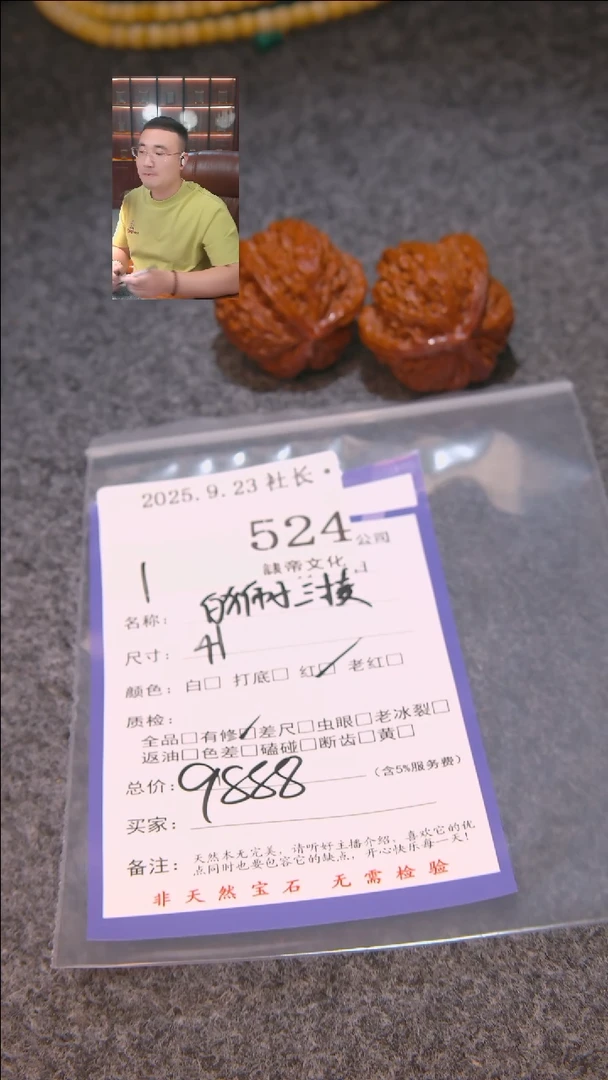 2025.9.23 社长
524公司
文化
1
名称： 白狮树三棱
尺寸： 41
颜色：白□ 打底□ 红☑ 老红□
质检：
全品□有修☑差尺□虫眼□老冰裂□
返油□色差□磕碰□断齿□黄□
总价：9888（含5%服务费）
买家：
备注：天然本无完美，请听好主播介绍，喜欢它的优
点同时也要包容它的缺点，开心快乐每一天！
非天然宝石 无需检验